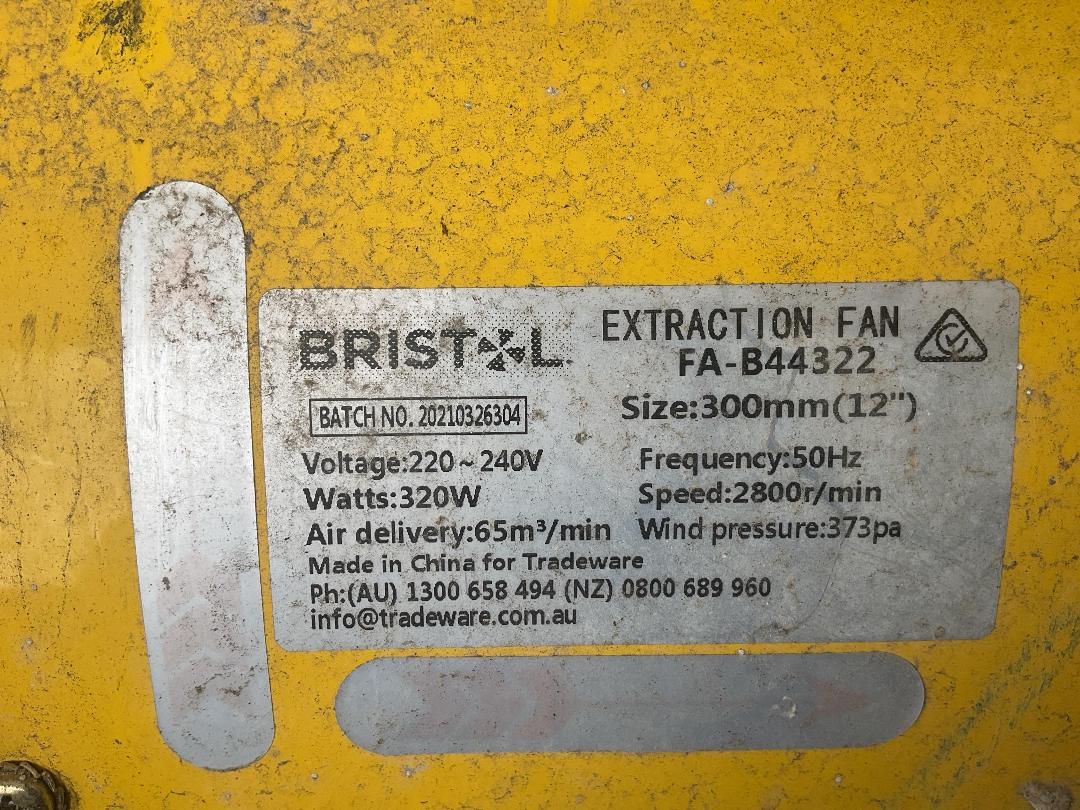 BRISTOL
EXTRACTION FAN
FA-B44322
BATCH NO. 20210326304
Size:300mm(12")
Voltage:220~240V
Frequency:50Hz
Watts:320W
Speed:2800r/min
Air delivery:65m³/min
Wind pressure:373pa
Made in China for Tradeware
Ph:(AU) 1300 658 494 (NZ) 0800 689 960
info@tradeware.com.au